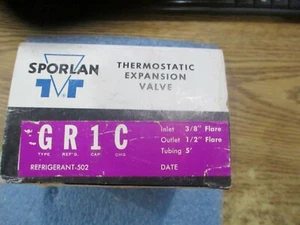 SPORLAN
THERMOSTATIC
EXPANSION
VALVE
G R 1 C
TYPE REF'G. CAP. CHG
Inlet 3/8" Flare
Outlet 1/2" Flare
Tubing 5'
REFRIGERANT-502 DATE